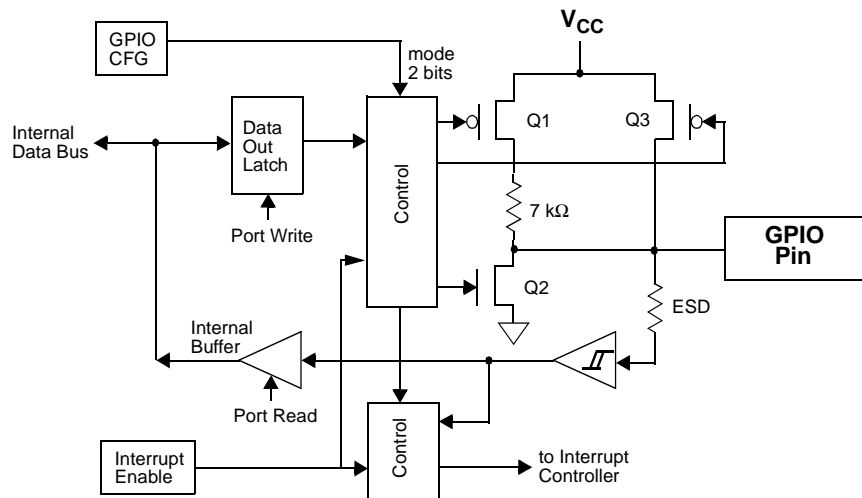 GPIO
CFG
mode
2 bits
VCC
Internal
Data Bus
Data
Out
Latch
Port Write
Control
Q1
Q3
7 kΩ
Q2
GPIO
Pin
ESD
Internal
Buffer
Port Read
Interrupt
Enable
Control
to Interrupt
Controller